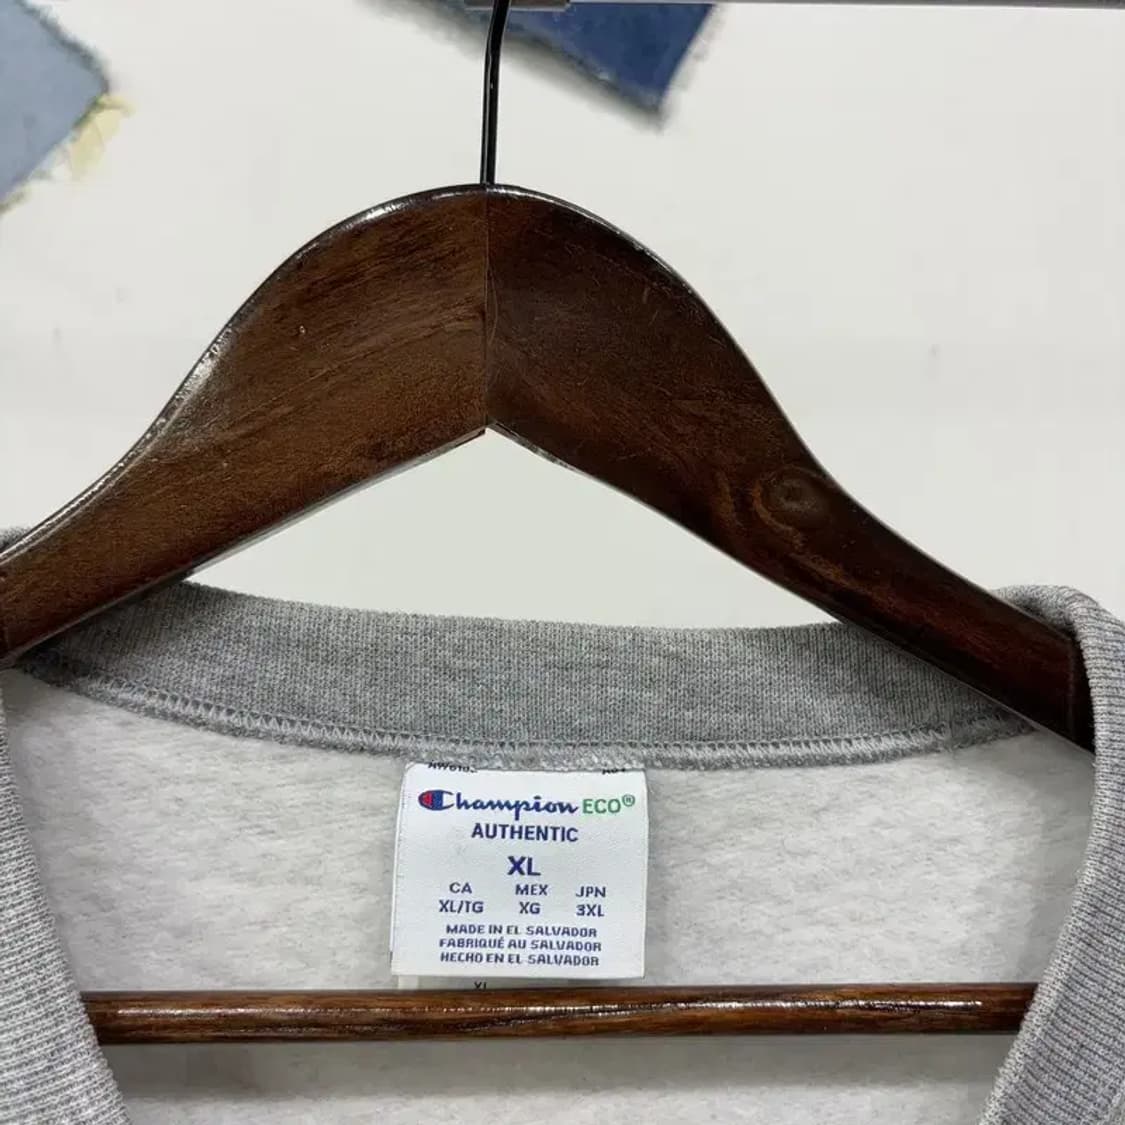 Champion ECO®
AUTHENTIC
XL
CA MEX JPN
XL/TG XG 3XL
MADE IN EL SALVADOR
FABRIQUÉ AU SALVADOR
HECHO EN EL SALVADOR
XL